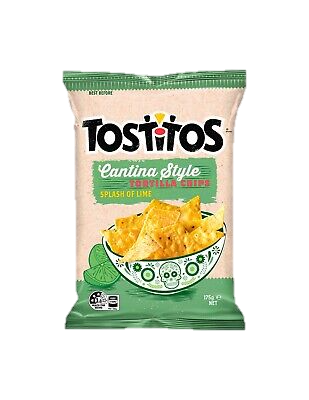 BEST BEFORE
TOSTITOS
Cantina Style
TORTILLA CHIPS
SPLASH OF LIME
175g
NET